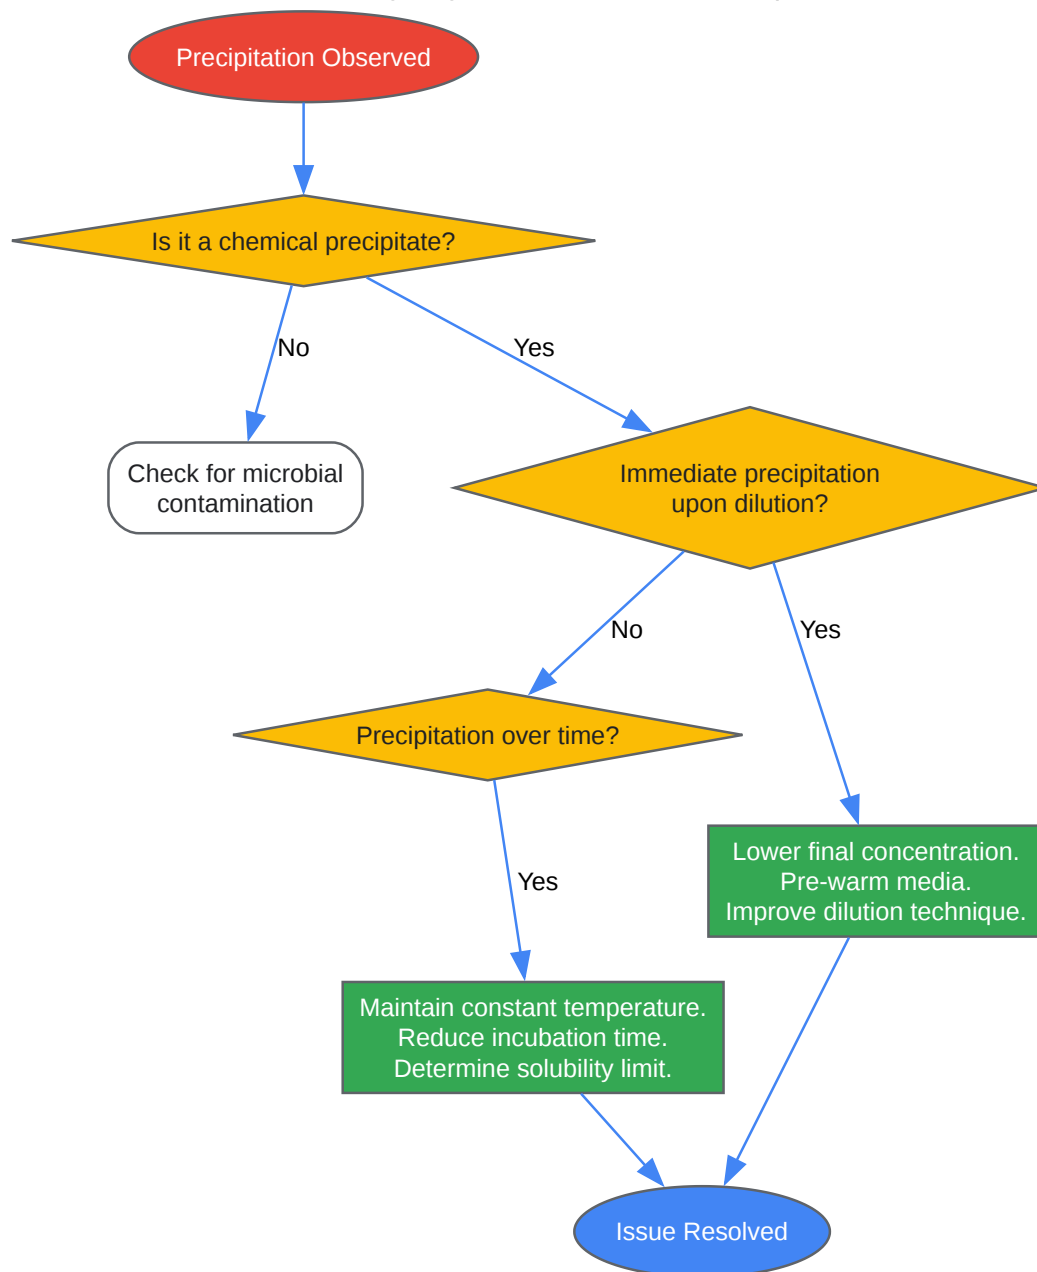 Precipitation Observed
Is it a chemical precipitate?
No
Yes
Check for microbial
contamination
Immediate precipitation
upon dilution?
No
Yes
Precipitation over time?
Yes
Lower final concentration.
Pre-warm media.
Improve dilution technique.
Maintain constant temperature.
Reduce incubation time.
Determine solubility limit.
Issue Resolved